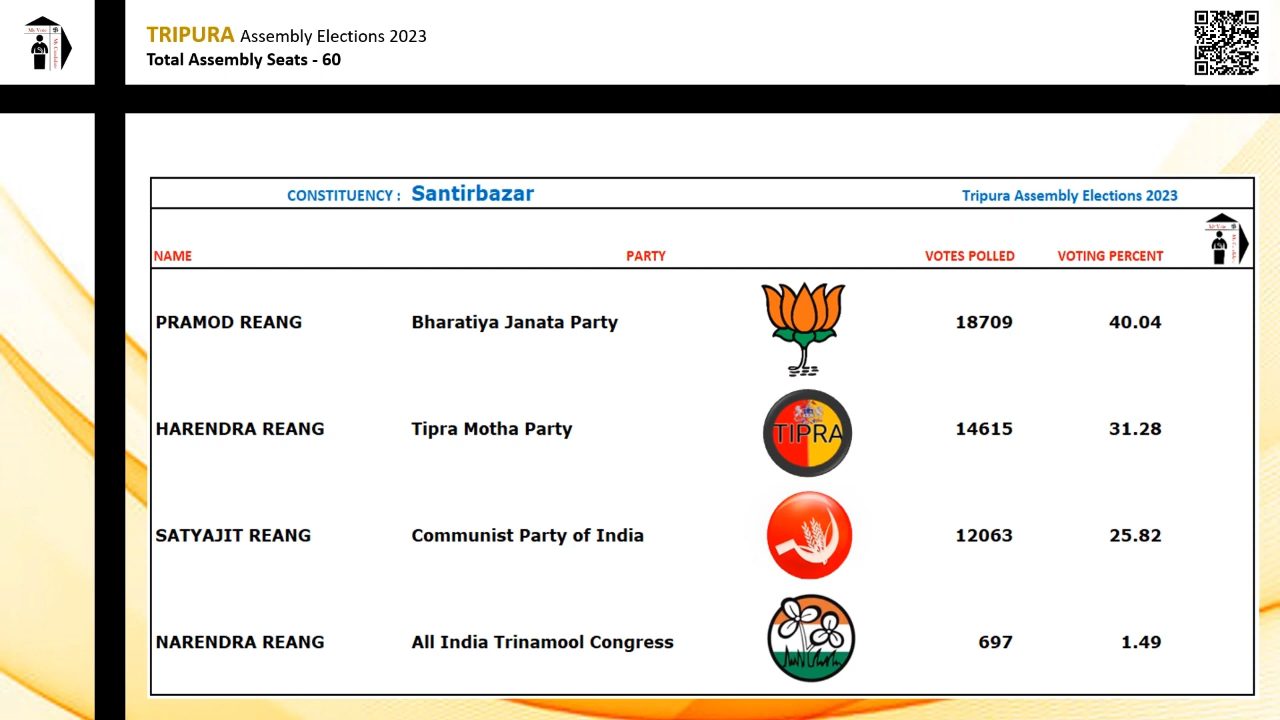 TRIPURA Assembly Elections 2023
Total Assembly Seats - 60
CONSTITUENCY : Santirbazar Tripura Assembly Elections 2023
NAME PARTY VOTES POLLED VOTING PERCENT
PRAMOD REANG Bharatiya Janata Party 18709 40.04
HARENDRA REANG Tipra Motha Party TIPRA 14615 31.28
SATYAJIT REANG Communist Party of India 12063 25.82
NARENDRA REANG All India Trinamool Congress 697 1.49